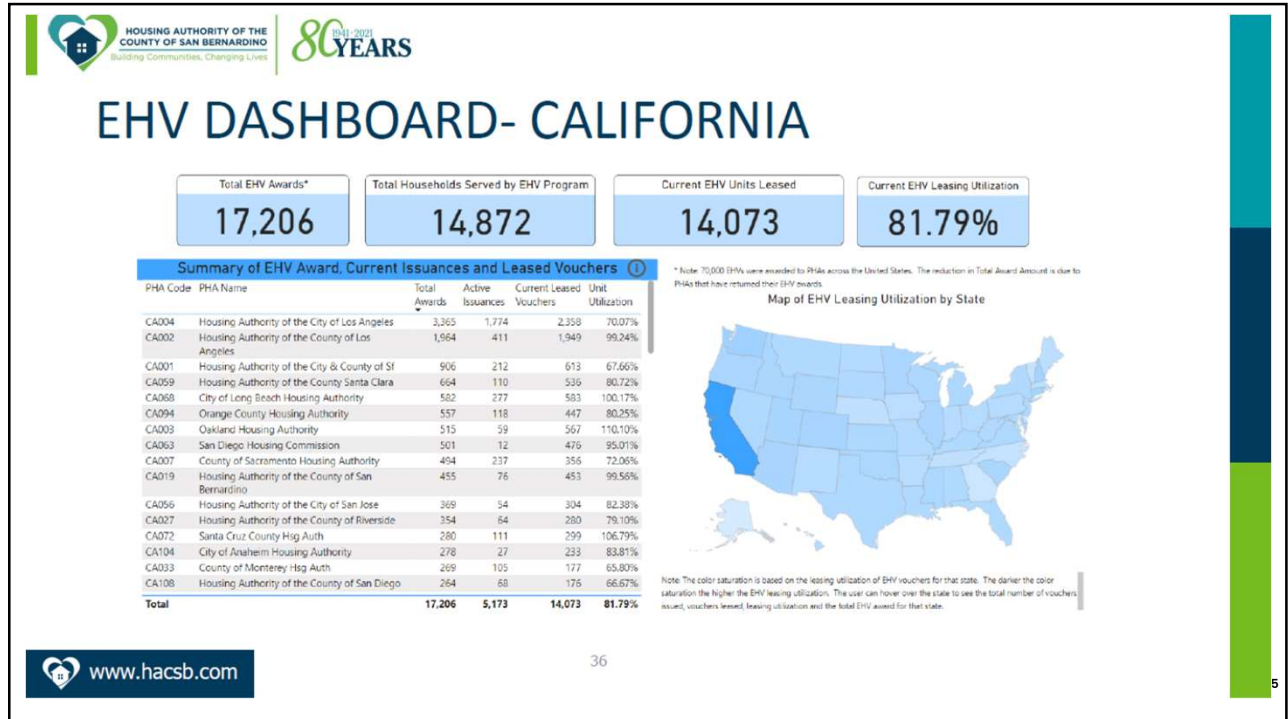 HOUSING AUTHORITY OF THE
COUNTY OF SAN BERNARDINO
Building Communities, Changing Lives
1941-2021
80 YEARS
EHV DASHBOARD- CALIFORNIA
Total EHV Awards*
17,206
Total Households Served by EHV Program
14,872
Current EHV Units Leased
14,073
Current EHV Leasing Utilization
81.79%
Summary of EHV Award, Current Issuances and Leased Vouchers
PHA Code PHA Name Total Active Current Leased Unit
Awards Issuances Vouchers Utilization
CA004 Housing Authority of the City of Los Angeles 3,365 1,774 2,358 70.07%
CA002 Housing Authority of the County of Los 1,964 411 1,949 99.24%
Angeles
CA001 Housing Authority of the City & County of Sf 906 212 613 67.66%
CA059 Housing Authority of the County Santa Clara 664 110 536 80.72%
CA068 City of Long Beach Housing Authority 582 277 583 100.17%
CA094 Orange County Housing Authority 557 118 447 80.25%
CA003 Oakland Housing Authority 515 59 567 110.10%
CA063 San Diego Housing Commission 501 12 476 95.01%
CA007 County of Sacramento Housing Authority 494 237 356 72.06%
CA019 Housing Authority of the County of San 455 76 453 99.56%
Bernardino
CA056 Housing Authority of the City of San Jose 369 54 304 82.38%
CA027 Housing Authority of the County of Riverside 354 64 280 79.10%
CA072 Santa Cruz County Hsg Auth 280 111 299 106.79%
CA104 City of Anaheim Housing Authority 278 27 233 83.81%
CA033 County of Monterey Hsg Auth 269 105 177 65.80%
CA108 Housing Authority of the County of San Diego 264 68 176 66.67%
Total 17,206 5,173 14,073 81.79%
* Note: 70,000 EHVs were awarded to PHAs across the United States. The reduction in Total Award Amount is due to
PHAs that have returned their EHV awards.
Map of EHV Leasing Utilization by State
Note: The color saturation is based on the leasing utilization of EHV vouchers for that state. The darker the color
saturation the higher the EHV leasing utilization. The user can hover over the state to see the total number of vouchers
issued, vouchers leased, leasing utilization and the total EHV award for that state.
www.hacsb.com
36
5